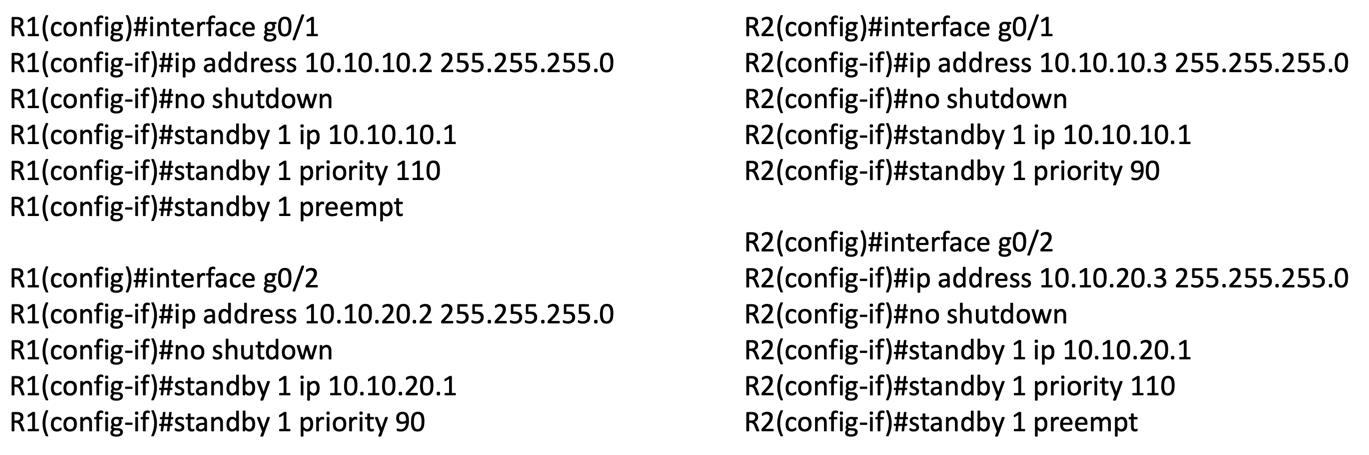 R1(config)#interface g0/1
R1(config-if)#ip address 10.10.10.2 255.255.255.0
R1(config-if)#no shutdown
R1(config-if)#standby 1 ip 10.10.10.1
R1(config-if)#standby 1 priority 110
R1(config-if)#standby 1 preempt
R1(config)#interface g0/2
R1(config-if)#ip address 10.10.20.2 255.255.255.0
R1(config-if)#no shutdown
R1(config-if)#standby 1 ip 10.10.20.1
R1(config-if)#standby 1 priority 90
R2(config)#interface g0/1
R2(config-if)#ip address 10.10.10.3 255.255.255.0
R2(config-if)#no shutdown
R2(config-if)#standby 1 ip 10.10.10.1
R2(config-if)#standby 1 priority 90
R2(config)#interface g0/2
R2(config-if)#ip address 10.10.20.3 255.255.255.0
R2(config-if)#no shutdown
R2(config-if)#standby 1 ip 10.10.20.1
R2(config-if)#standby 1 priority 110
R2(config-if)#standby 1 preempt